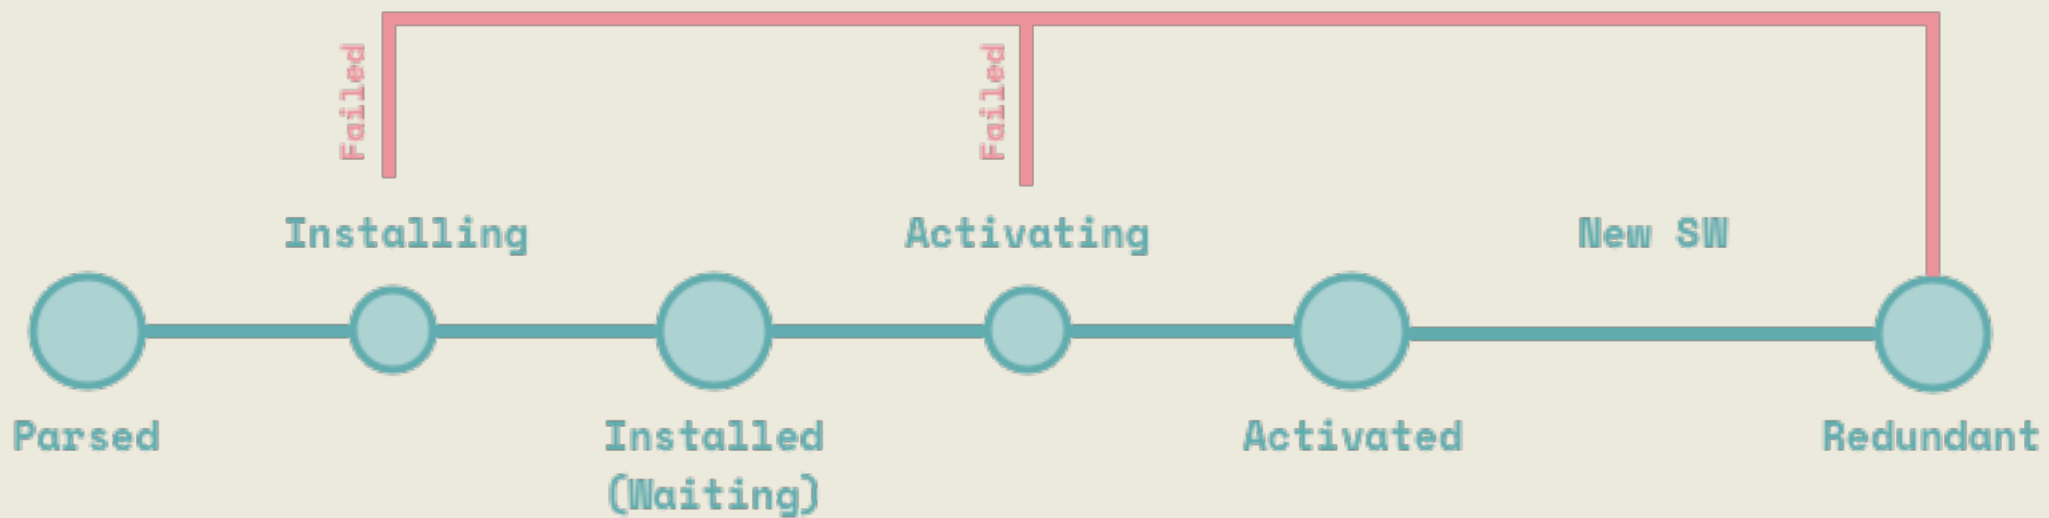 Failed
Failed
Installing
Activating
New SW
Parsed
Installed
(Waiting)
Activated
Redundant